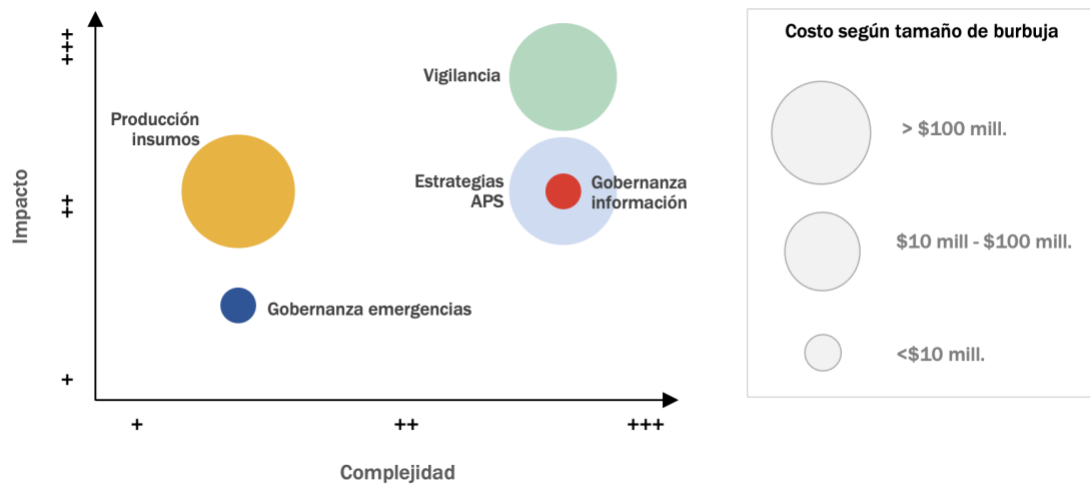 Impacto
+++
++
+
Vigilancia
Producción
insumos
Estrategias
APS
Gobernanza
información
Gobernanza emergencias
+
++
+++
Complejidad
Costo según tamaño de burbuja
> $100 mill.
$10 mill - $100 mill.
<$10 mill.